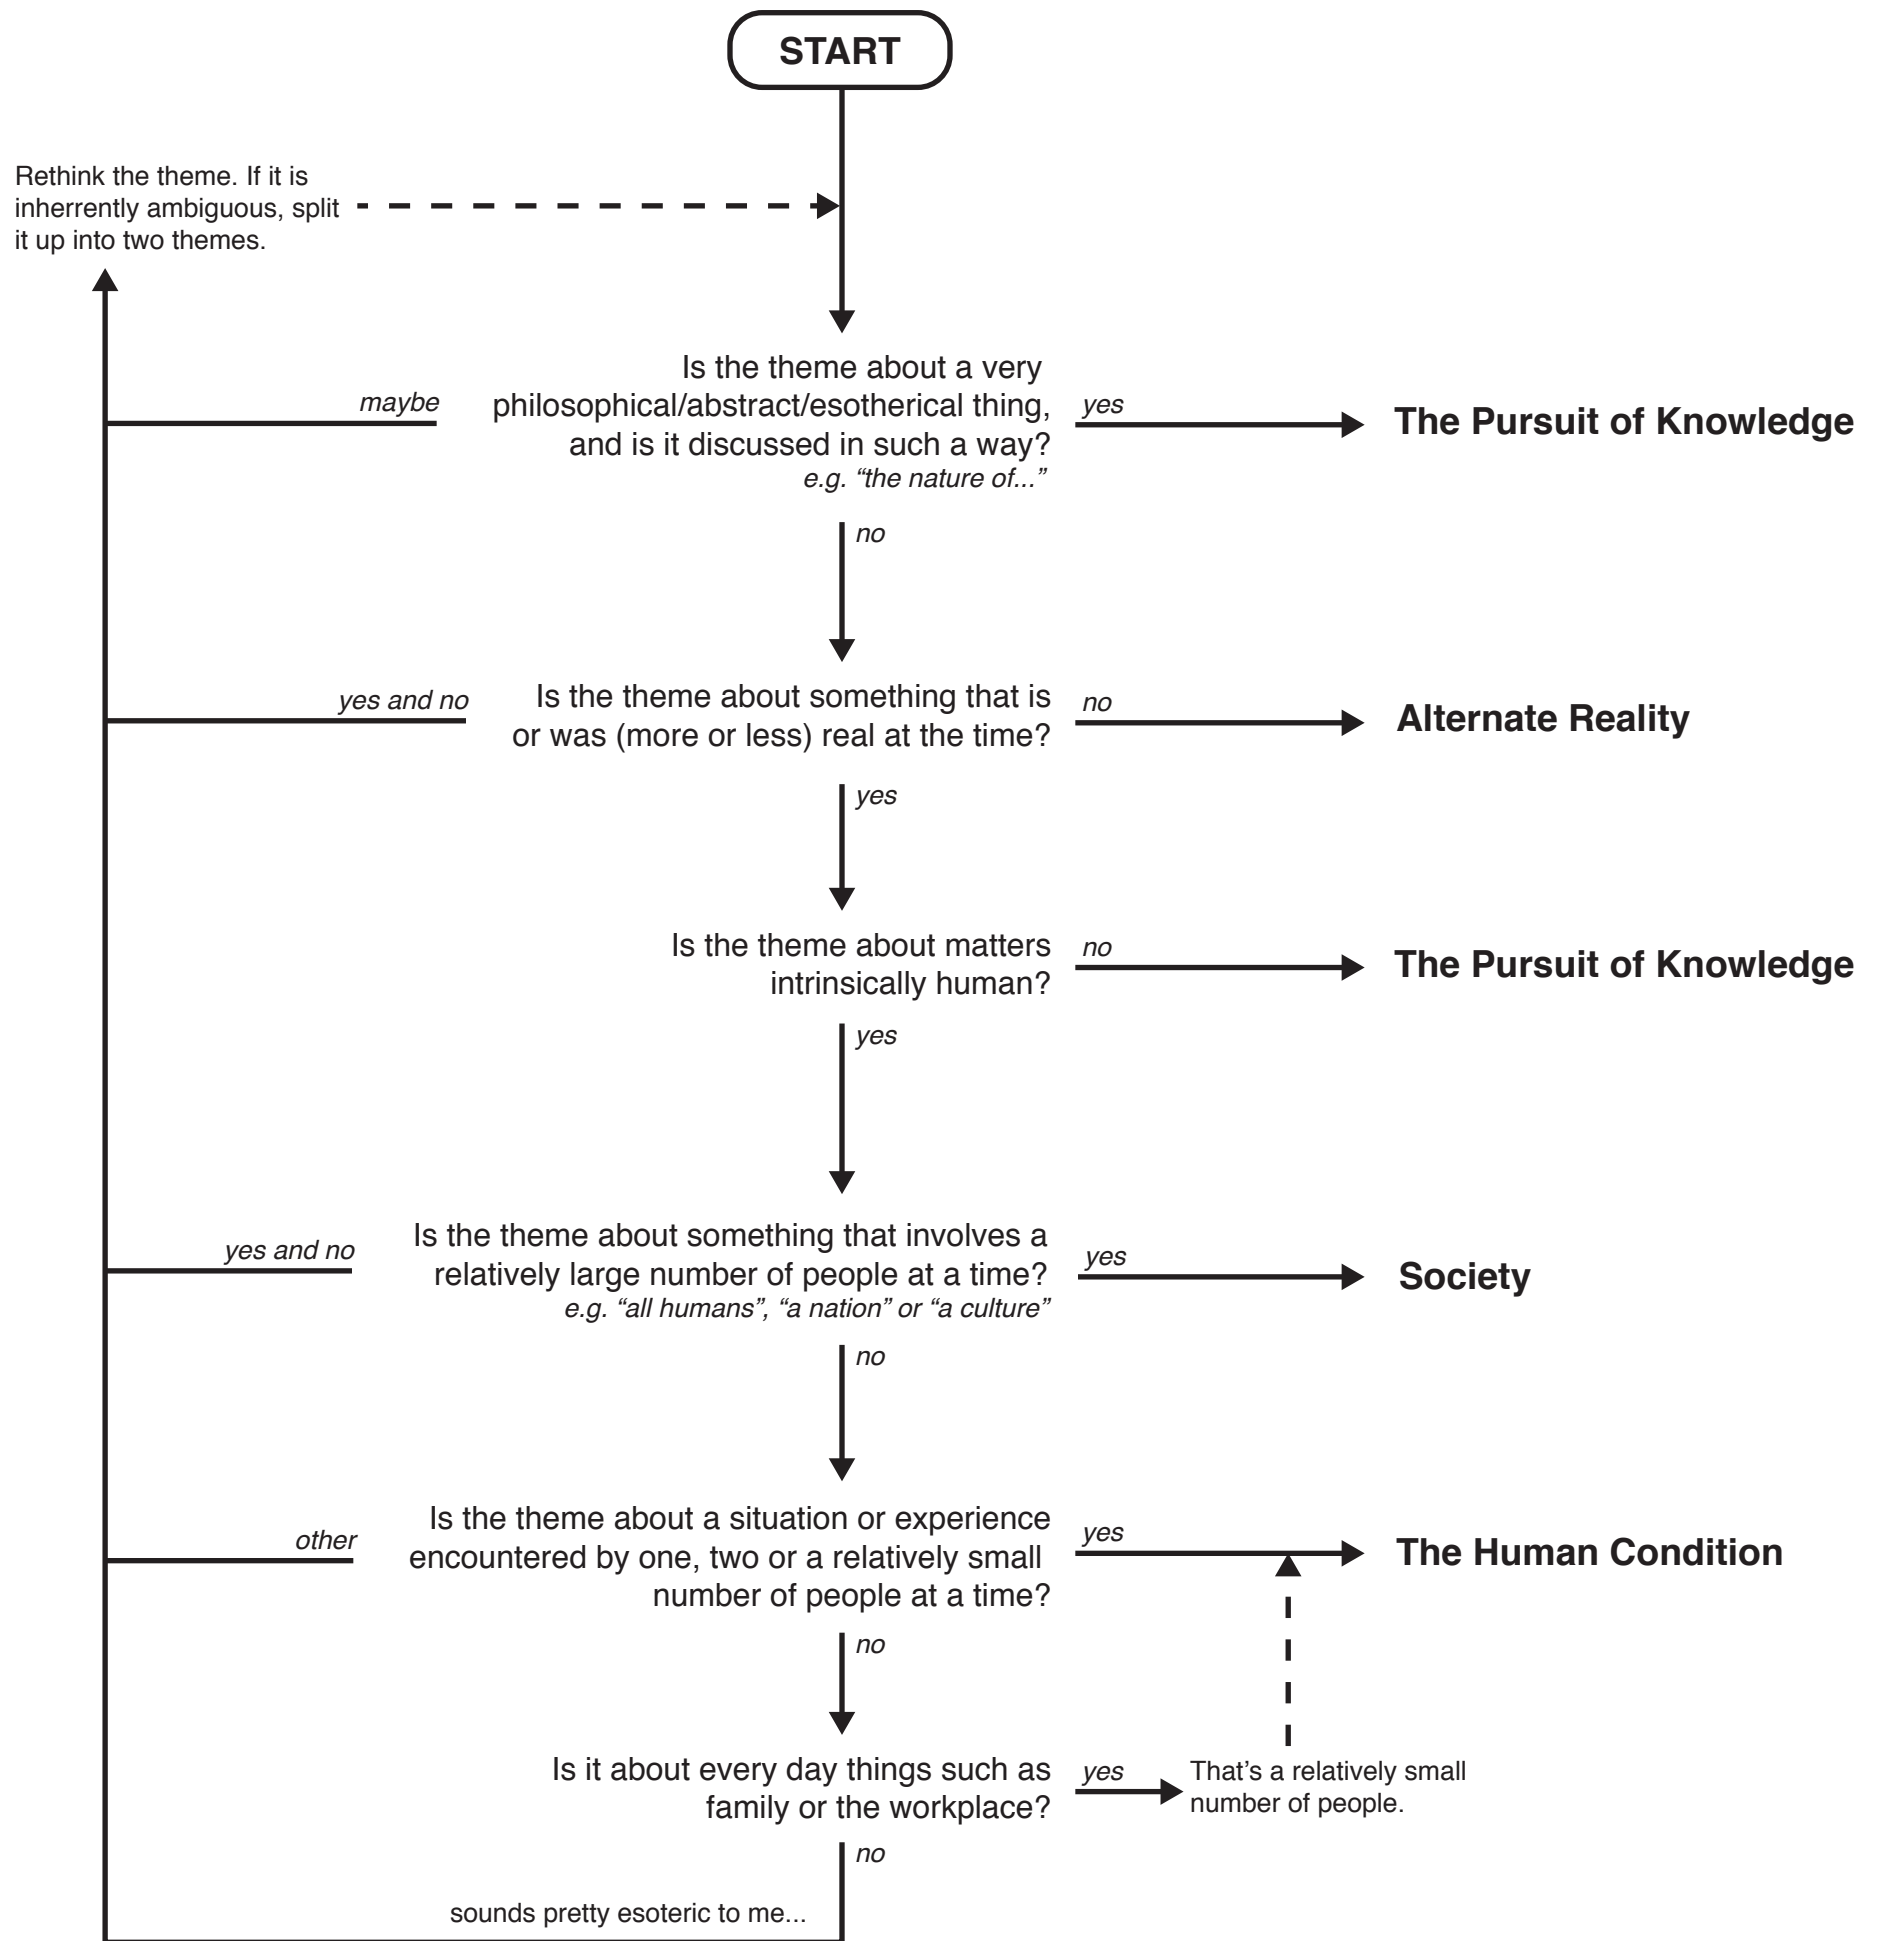 START
Rethink the theme. If it is
inherrently ambiguous, split
it up into two themes.
Is the theme about a very
maybe
philosophical/abstract/esotherical thing,
yes
The Pursuit of Knowledge
and is it discussed in such a way?
e.g. “the nature of...”
no
yes and no
Is the theme about something that is
or was (more or less) real at the time?
no
Alternate Reality
yes
Is the theme about matters
intrinsically human?
no
The Pursuit of Knowledge
yes
yes and no
Is the theme about something that involves a
relatively large number of people at a time?
e.g. “all humans”, “a nation” or “a culture”
yes
Society
no
other
Is the theme about a situation or experience
encountered by one, two or a relatively small
number of people at a time?
yes
The Human Condition
no
Is it about every day things such as
family or the workplace?
yes
That’s a relatively small
number of people.
no
sounds pretty esoteric to me...